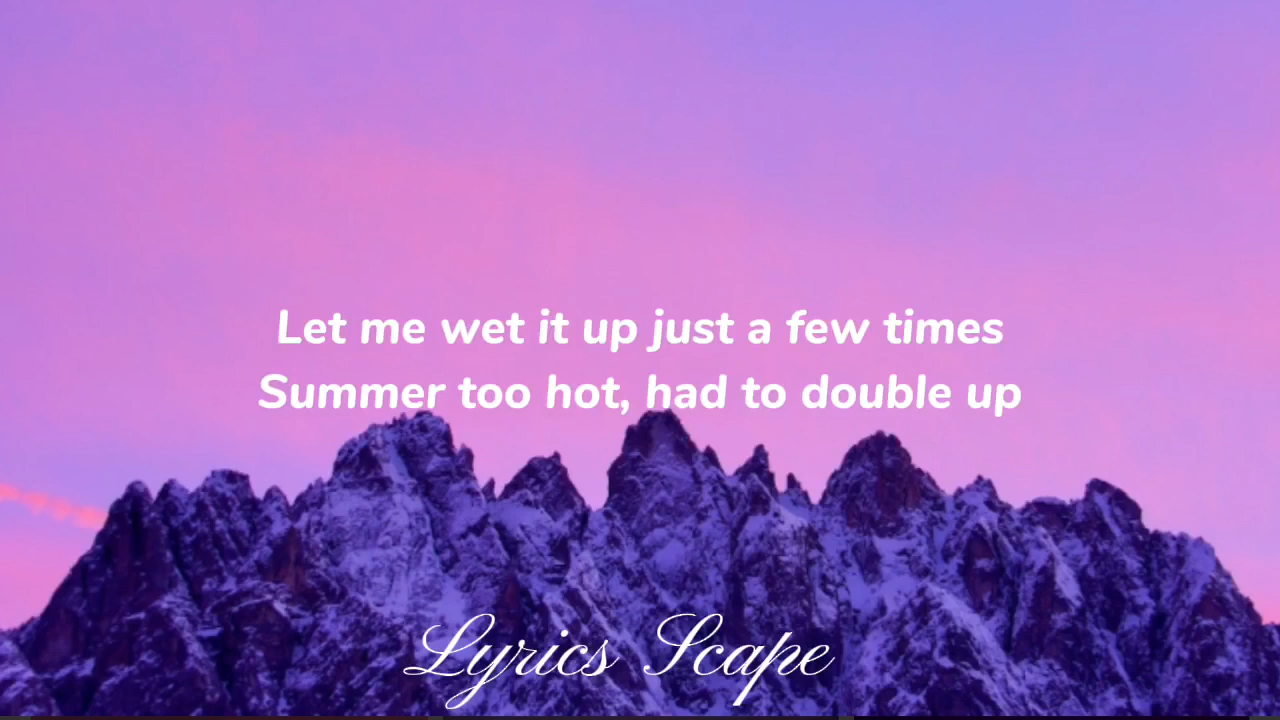 Let me wet it up just a few times
Summer too hot, had to double up
Lyrics Scape